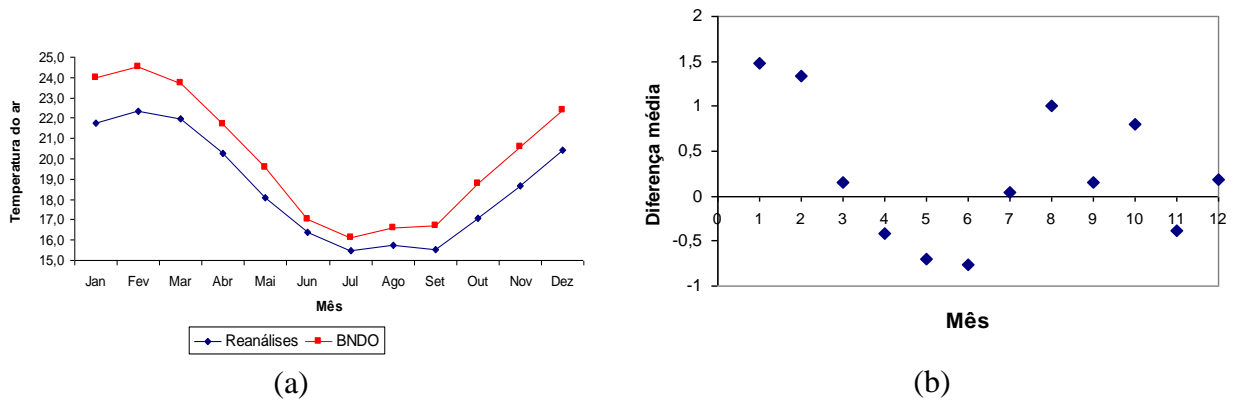 25,0
24,0
23,0
22,0
21,0
20,0
19,0
18,0
17,0
16,0
15,0
Temperatura do ar
Jan Fev Mar Abr Mai Jun Jul Ago Set Out Nov Dez
Mês
Reanálises BNDO
(a)
2
1,5
1
0,5
0
-0,5
-1
Diferença média
0 1 2 3 4 5 6 7 8 9 10 11 12
Mês
(b)